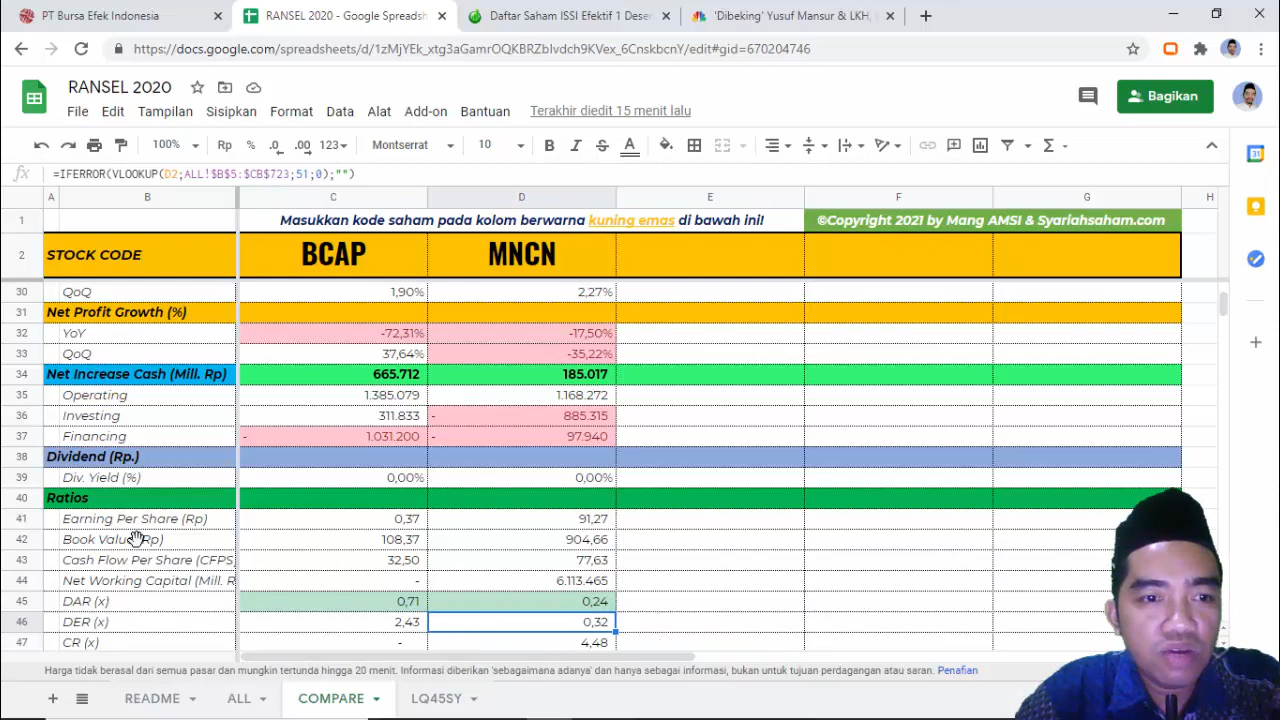 PT Bursa Efek Indonesia
RANSEL 2020 - Google Spreadsh
Daftar Saham ISSI Efektif 1 Deser
'Dibeking' Yusuf Mansur & LKH,
https://docs.google.com/spreadsheets/d/1zMjYEk_xtg3aGamrOQKBRZblvdch9KVex_6CnskbcnY/edit#gid=670204746
RANSEL 2020
File Edit Tampilan Sisipkan Format Data Alat Add-on Bantuan Terakhir diedit 15 menit lalu
Bagikan
100% Rp % .0 .00 123 Montserrat 10 B I S A
fx =IFERROR(VLOOKUP(D2;ALL!$B$5:$CB$723;51;0);"")
A B C D E F G H
1 Masukkan kode saham pada kolom berwarna kuning emas di bawah ini! ©Copyright 2021 by Mang AMSI & Syariahsaham.com
2 STOCK CODE BCAP MNCN
30 QoQ 1,90% 2,27%
31 Net Profit Growth (%)
32 YoY -72,31% -17,50%
33 QoQ 37,64% -35,22%
34 Net Increase Cash (Mill. Rp) 665.712 185.017
35 Operating 1.385.079 1.168.272
36 Investing 311.833 - 885.315
37 Financing - 1.031.200 - 97.940
38 Dividend (Rp.)
39 Div. Yield (%) 0,00% 0,00%
40 Ratios
41 Earning Per Share (Rp) 0,37 91,27
42 Book Valu Rp) 108,37 904,66
43 Cash Flow Per Share (CFPS 32,50 77,63
44 Net Working Capital (Mill. R - 6.113.465
45 DAR (x) 0,71 0,24
46 DER (x) 2,43 0,32
47 CR (x) - 4,48
Harga tidak berasal dari semua pasar dan mungkin tertunda hingga 20 menit. Informasi diberikan 'sebagaimana adanya' dan hanya sebagai informasi, bukan untuk tujuan perdagangan atau saran. Penafian
README ALL COMPARE LQ45SY